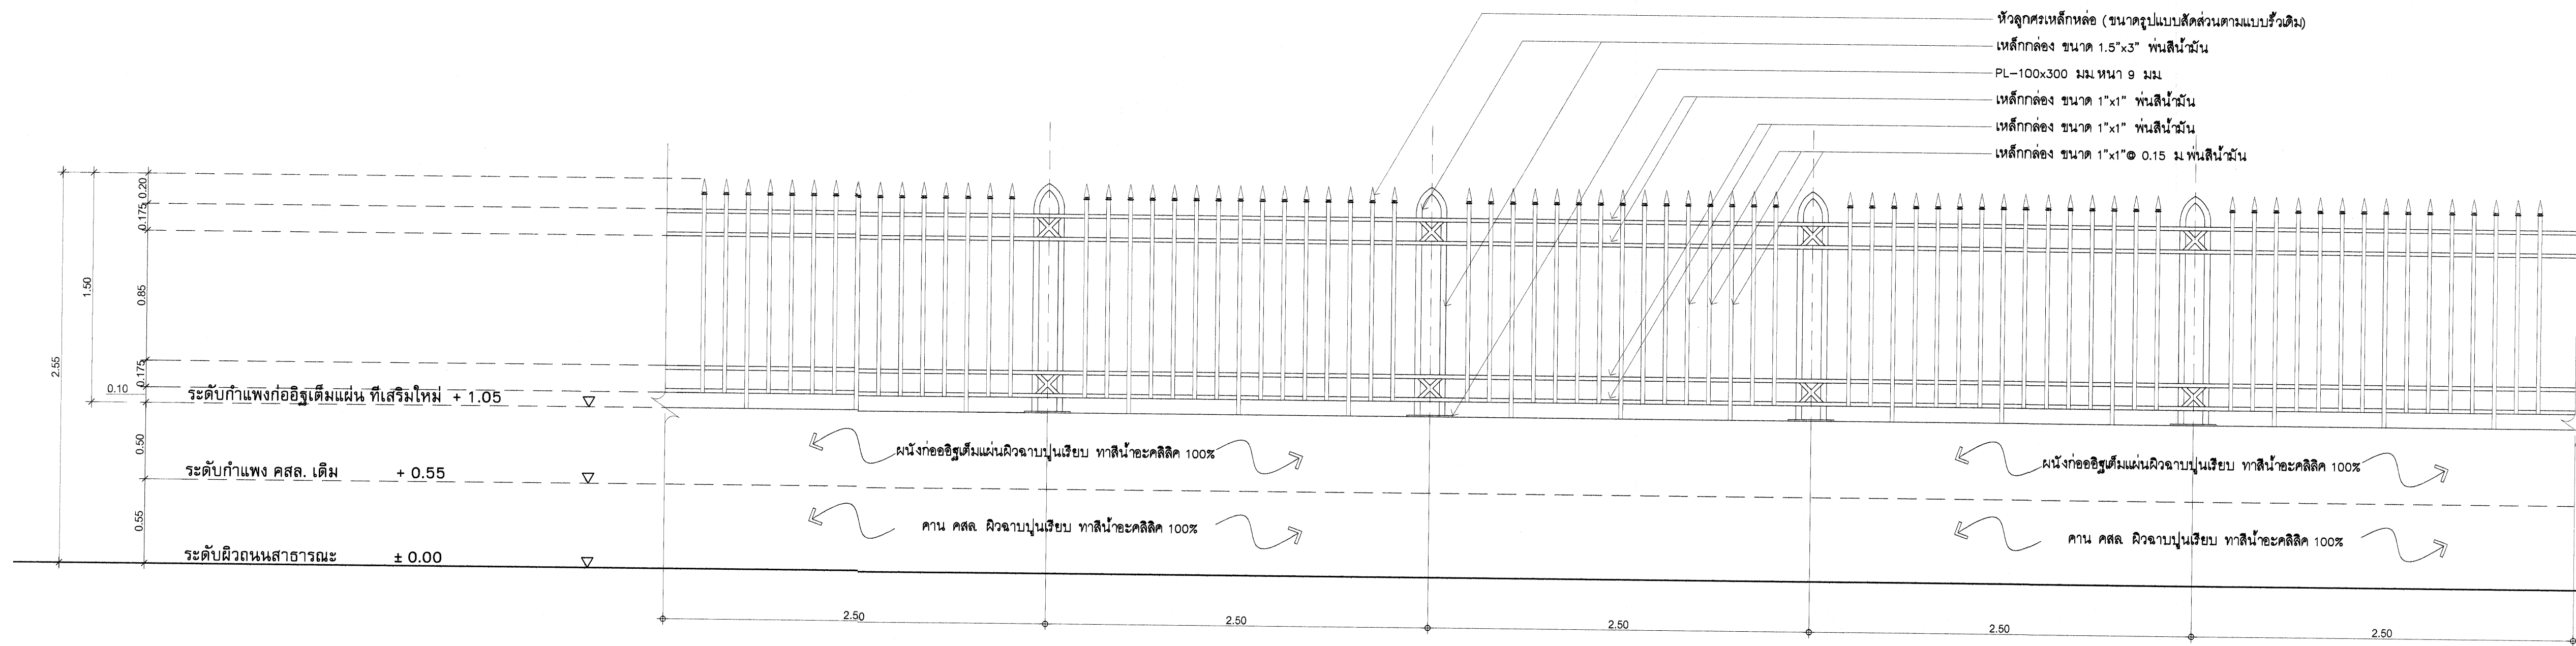 หัวลูกศรเหล็กหล่อ (ขนาดรูปแบบสัดส่วนตามแบบรั้วเดิม)
เหล็กกล่อง ขนาด 1.5"x3" พ่นสีน้ำมัน
PL-100x300 มม.หนา 9 มม.
เหล็กกล่อง ขนาด 1"x1" พ่นสีน้ำมัน
เหล็กกล่อง ขนาด 1"x1" พ่นสีน้ำมัน
เหล็กกล่อง ขนาด 1"x1"@ 0.15 ม.พ่นสีน้ำมัน
0.20
0.175
1.50
0.85
2.55
0.175
0.10
ระดับกำแพงก่ออิฐเต็มแผ่น ที่เสริมใหม่ + 1.05
0.50
ผนังก่ออิฐเต็มแผ่นผิวฉาบปูนเรียบ ทาสีน้ำอะคลิลิค 100%
ผนังก่ออิฐเต็มแผ่นผิวฉาบปูนเรียบ ทาสีน้ำอะคลิลิค 100%
ระดับกำแพง คสล. เดิม + 0.55
0.55
คาน คสล. ผิวฉาบปูนเรียบ ทาสีน้ำอะคลิลิค 100%
คาน คสล. ผิวฉาบปูนเรียบ ทาสีน้ำอะคลิลิค 100%
ระดับผิวถนนสาธารณะ ± 0.00
2.50
2.50
2.50
2.50
2.50